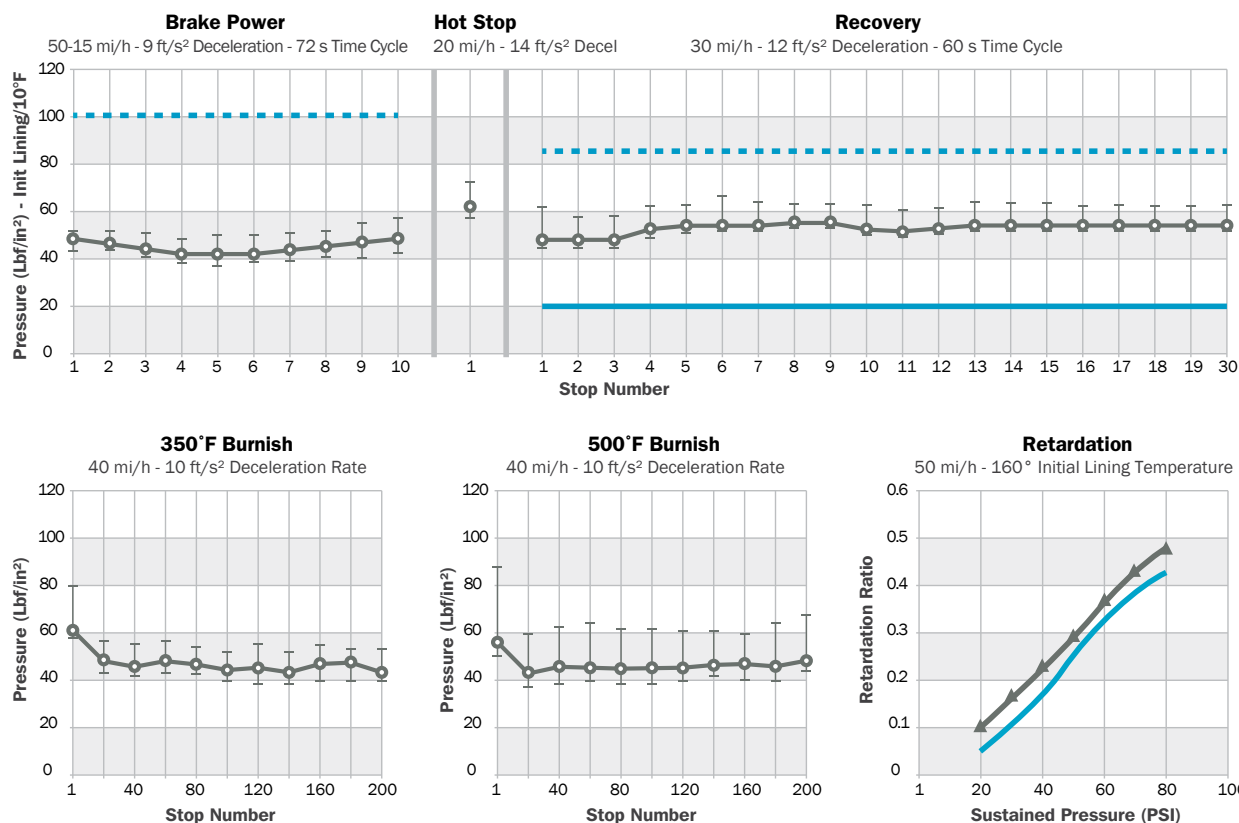 Brake Power
50-15 mi/h - 9 ft/s² Deceleration - 72 s Time Cycle
Hot Stop
20 mi/h - 14 ft/s² Decel
Recovery
30 mi/h - 12 ft/s² Deceleration - 60 s Time Cycle
Pressure (Lbf/in²) - Init Lining/10°F
120
100
80
60
40
20
0
1 2 3 4 5 6 7 8 9 10
1
1 2 3 4 5 6 7 8 9 10 11 12 13 14 15 16 17 18 19 30
Stop Number
350˚F Burnish
40 mi/h - 10 ft/s² Deceleration Rate
Pressure (Lbf/in²)
120
100
80
60
40
20
0
1 40 80 120 160 200
Stop Number
500˚F Burnish
40 mi/h - 10 ft/s² Deceleration Rate
Pressure (Lbf/in²)
120
100
80
60
40
20
0
1 40 80 120 160 200
Stop Number
Retardation
50 mi/h - 160° Initial Lining Temperature
Retardation Ratio
0.6
0.5
0.4
0.3
0.2
0.1
0
1 20 40 60 80 100
Sustained Pressure (PSI)